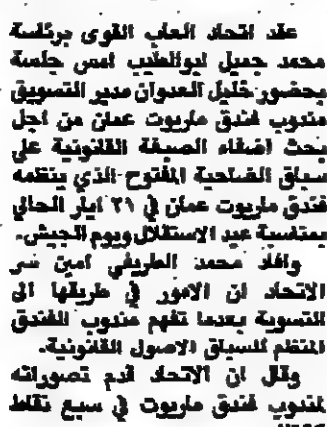 عقد اتحاد العاب القوى برئاسة
محمد جميل ابوالطيب امس جلسة
بحضور خليل العدوان مدير التسويق
مندوب فندق ماريوت عمان من اجل
بحث اضفاء الصبغة القانونية على
سباق الضاحية المفتوح الذي ينظمه
فندق ماريوت عمان في ٢٦ ايار الحالي
بمناسبة عيد الاستقلال ويوم الجيش.
وافاد محمد الطريفي امين سر
الاتحاد ان الامور في طريقها الى
التسوية بعدما تفهم مندوب الفندق
المنظم للسباق الاصول القانونية.
وقال ان الاتحاد قدم تصوراته
لمندوب فندق ماريوت في سبع نقاط